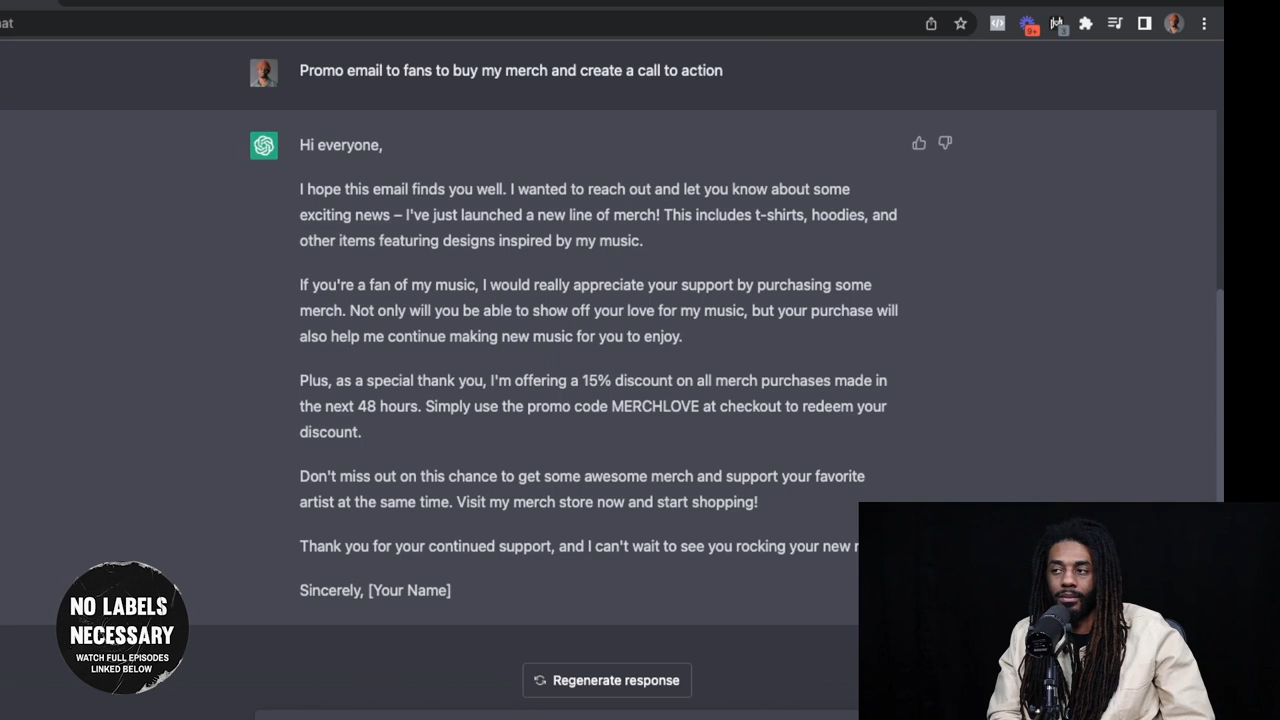 hat
9+
3
Promo email to fans to buy my merch and create a call to action
Hi everyone,
I hope this email finds you well. I wanted to reach out and let you know about some
exciting news – I've just launched a new line of merch! This includes t-shirts, hoodies, and
other items featuring designs inspired by my music.
If you're a fan of my music, I would really appreciate your support by purchasing some
merch. Not only will you be able to show off your love for my music, but your purchase will
also help me continue making new music for you to enjoy.
Plus, as a special thank you, I'm offering a 15% discount on all merch purchases made in
the next 48 hours. Simply use the promo code MERCHLOVE at checkout to redeem your
discount.
Don't miss out on this chance to get some awesome merch and support your favorite
artist at the same time. Visit my merch store now and start shopping!
Thank you for your continued support, and I can't wait to see you rocking your new
Sincerely, [Your Name]
NO LABELS
NECESSARY
WATCH FULL EPISODES
LINKED BELOW
Regenerate response